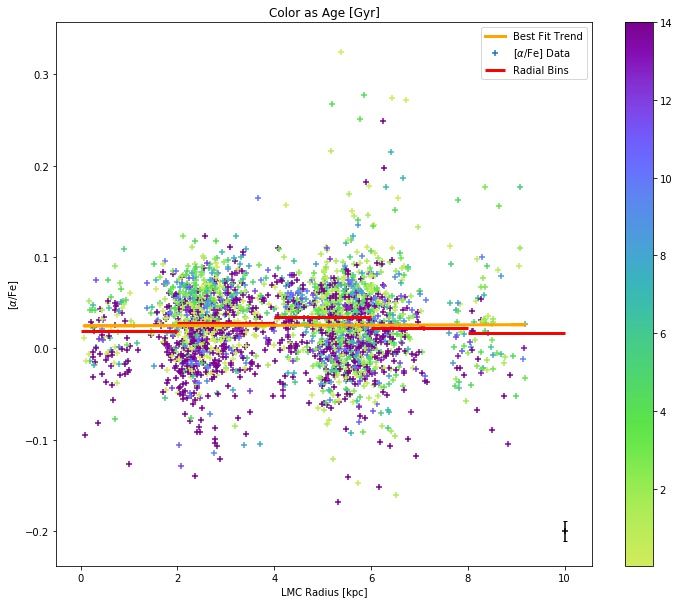 Color as Age [Gyr]
Best Fit Trend
[α/Fe] Data
Radial Bins
[α/Fe]
0.3
0.2
0.1
0.0
−0.1
−0.2
0 2 4 6 8 10
LMC Radius [kpc]
14
12
10
8
6
4
2